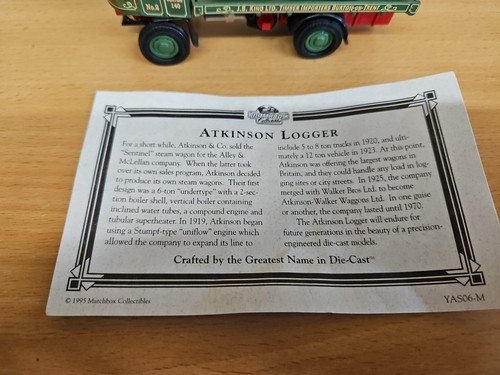 No.2
140
J.R. KING LTD. TIMBER IMPORTERS BURTON-ON-TRENT
ATKINSON LOGGER
For a short while, Atkinson & Co. sold the
"Sentinel" steam wagon for the Alley &
McLellan company. When the latter took
over its own sales program, Atkinson decided
to produce its own steam wagons. Their first
design was a 6-ton "undertype" with a 2-sec-
tion boiler shell, vertical boiler containing
inclined water tubes, a compound engine and
tubular superheater. In 1919, Atkinson began
using a Stumpf-type "uniflow" engine which
allowed the company to expand its line to
include 5 to 8 ton trucks in 1920, and ulti-
mately a 12 ton vehicle in 1923. At this point,
Atkinson was offering the largest wagons in
Britain, and they could handle any load in log-
ging sites or city streets. In 1925, the company
merged with Walker Bros Ltd. to become
Atkinson-Walker Waggons Ltd. In one guise
or another, the company lasted until 1970.
The Atkinson Logger will endure for
future generations in the beauty of a precision-
engineered die-cast models.
Crafted by the Greatest Name in Die-Cast™
© 1995 Matchbox Collectibles
YAS06-M